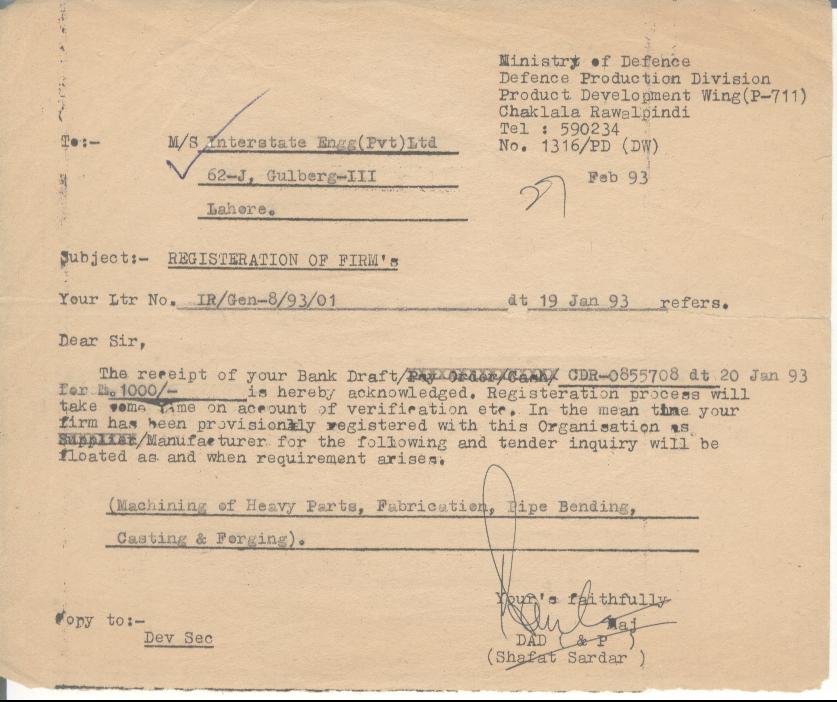 Ministry of Defence
Defence Production Division
Product Development Wing(P-711)
Chaklala Rawalpindi
Tel : 590234
No. 1316/PD (DW)
27 Feb 93
To:- M/S Interstate Engg(Pvt)Ltd
62-J, Gulberg-III
Lahore.
Subject:- REGISTERATION OF FIRM's
Your Ltr No. IR/Gen-8/93/01 dt 19 Jan 93 refers.
Dear Sir,
The receipt of your Bank Draft/Pay Order/Cash/ CDR-0855708 dt 20 Jan 93
for Rs.1000/- is hereby acknowledged. Registeration process will
take some time on account of verification etc. In the mean time your
firm has been provisionly registered with this Organisation as
Supplier/Manufacturer for the following and tender inquiry will be
floated as and when requirement arises.
(Machining of Heavy Parts, Fabrication, Pipe Bending,
Casting & Forging).
Your's faithfully
Maj
DAD ( & P )
(Shafat Sardar )
Copy to:-
Dev Sec